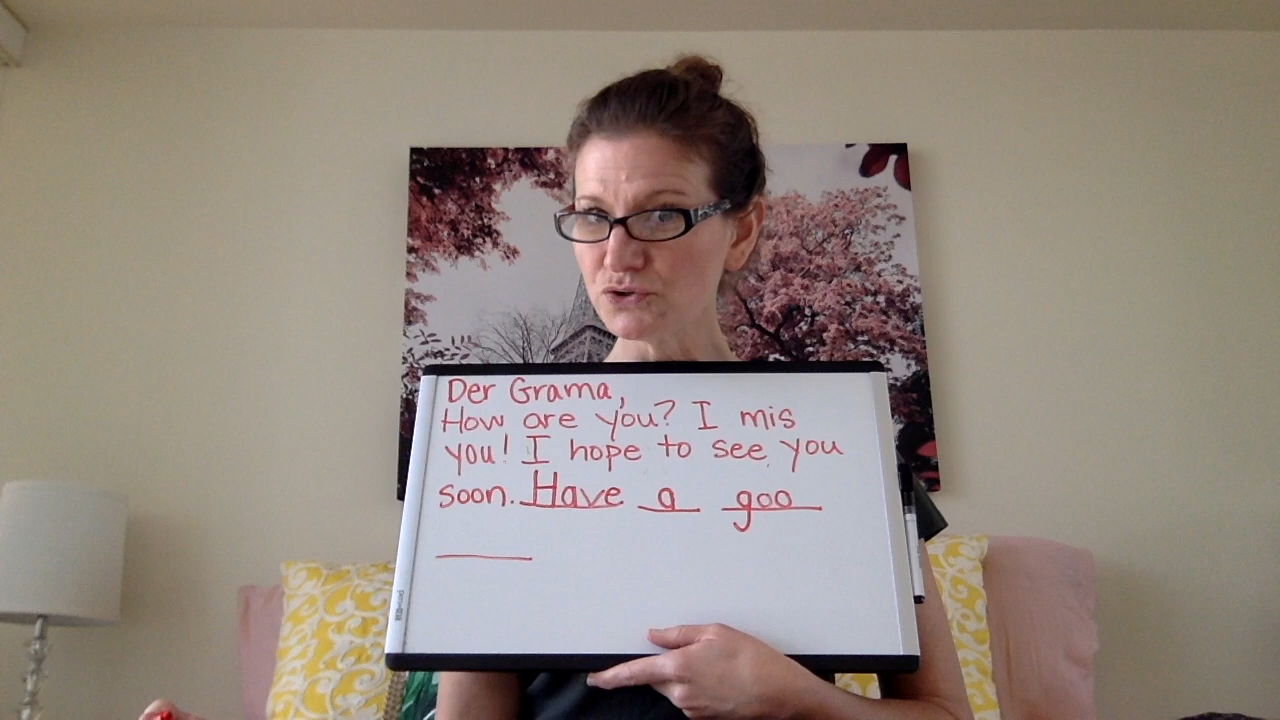 Der Grama,
How are you? I mis
you! I hope to see you
soon. Have a goo